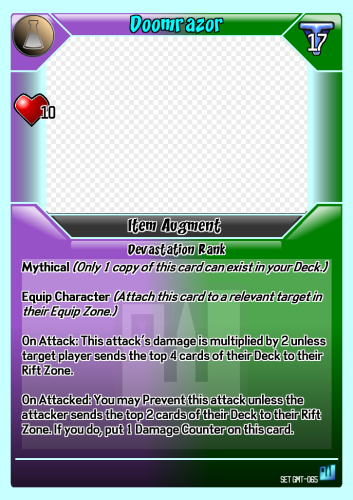 Doomrazor
17
10
Item Augment
Devastation Rank
Mythical (Only 1 copy of this card can exist in your Deck.)
Equip Character (Attach this card to a relevant target in
their Equip Zone.)
On Attack: This attack's damage is multiplied by 2 unless
target player sends the top 4 cards of their Deck to their
Rift Zone.
On Attacked: You may Prevent this attack unless the
attacker sends the top 2 cards of their Deck to their Rift
Zone. If you do, put 1 Damage Counter on this card.
SET GMT-065